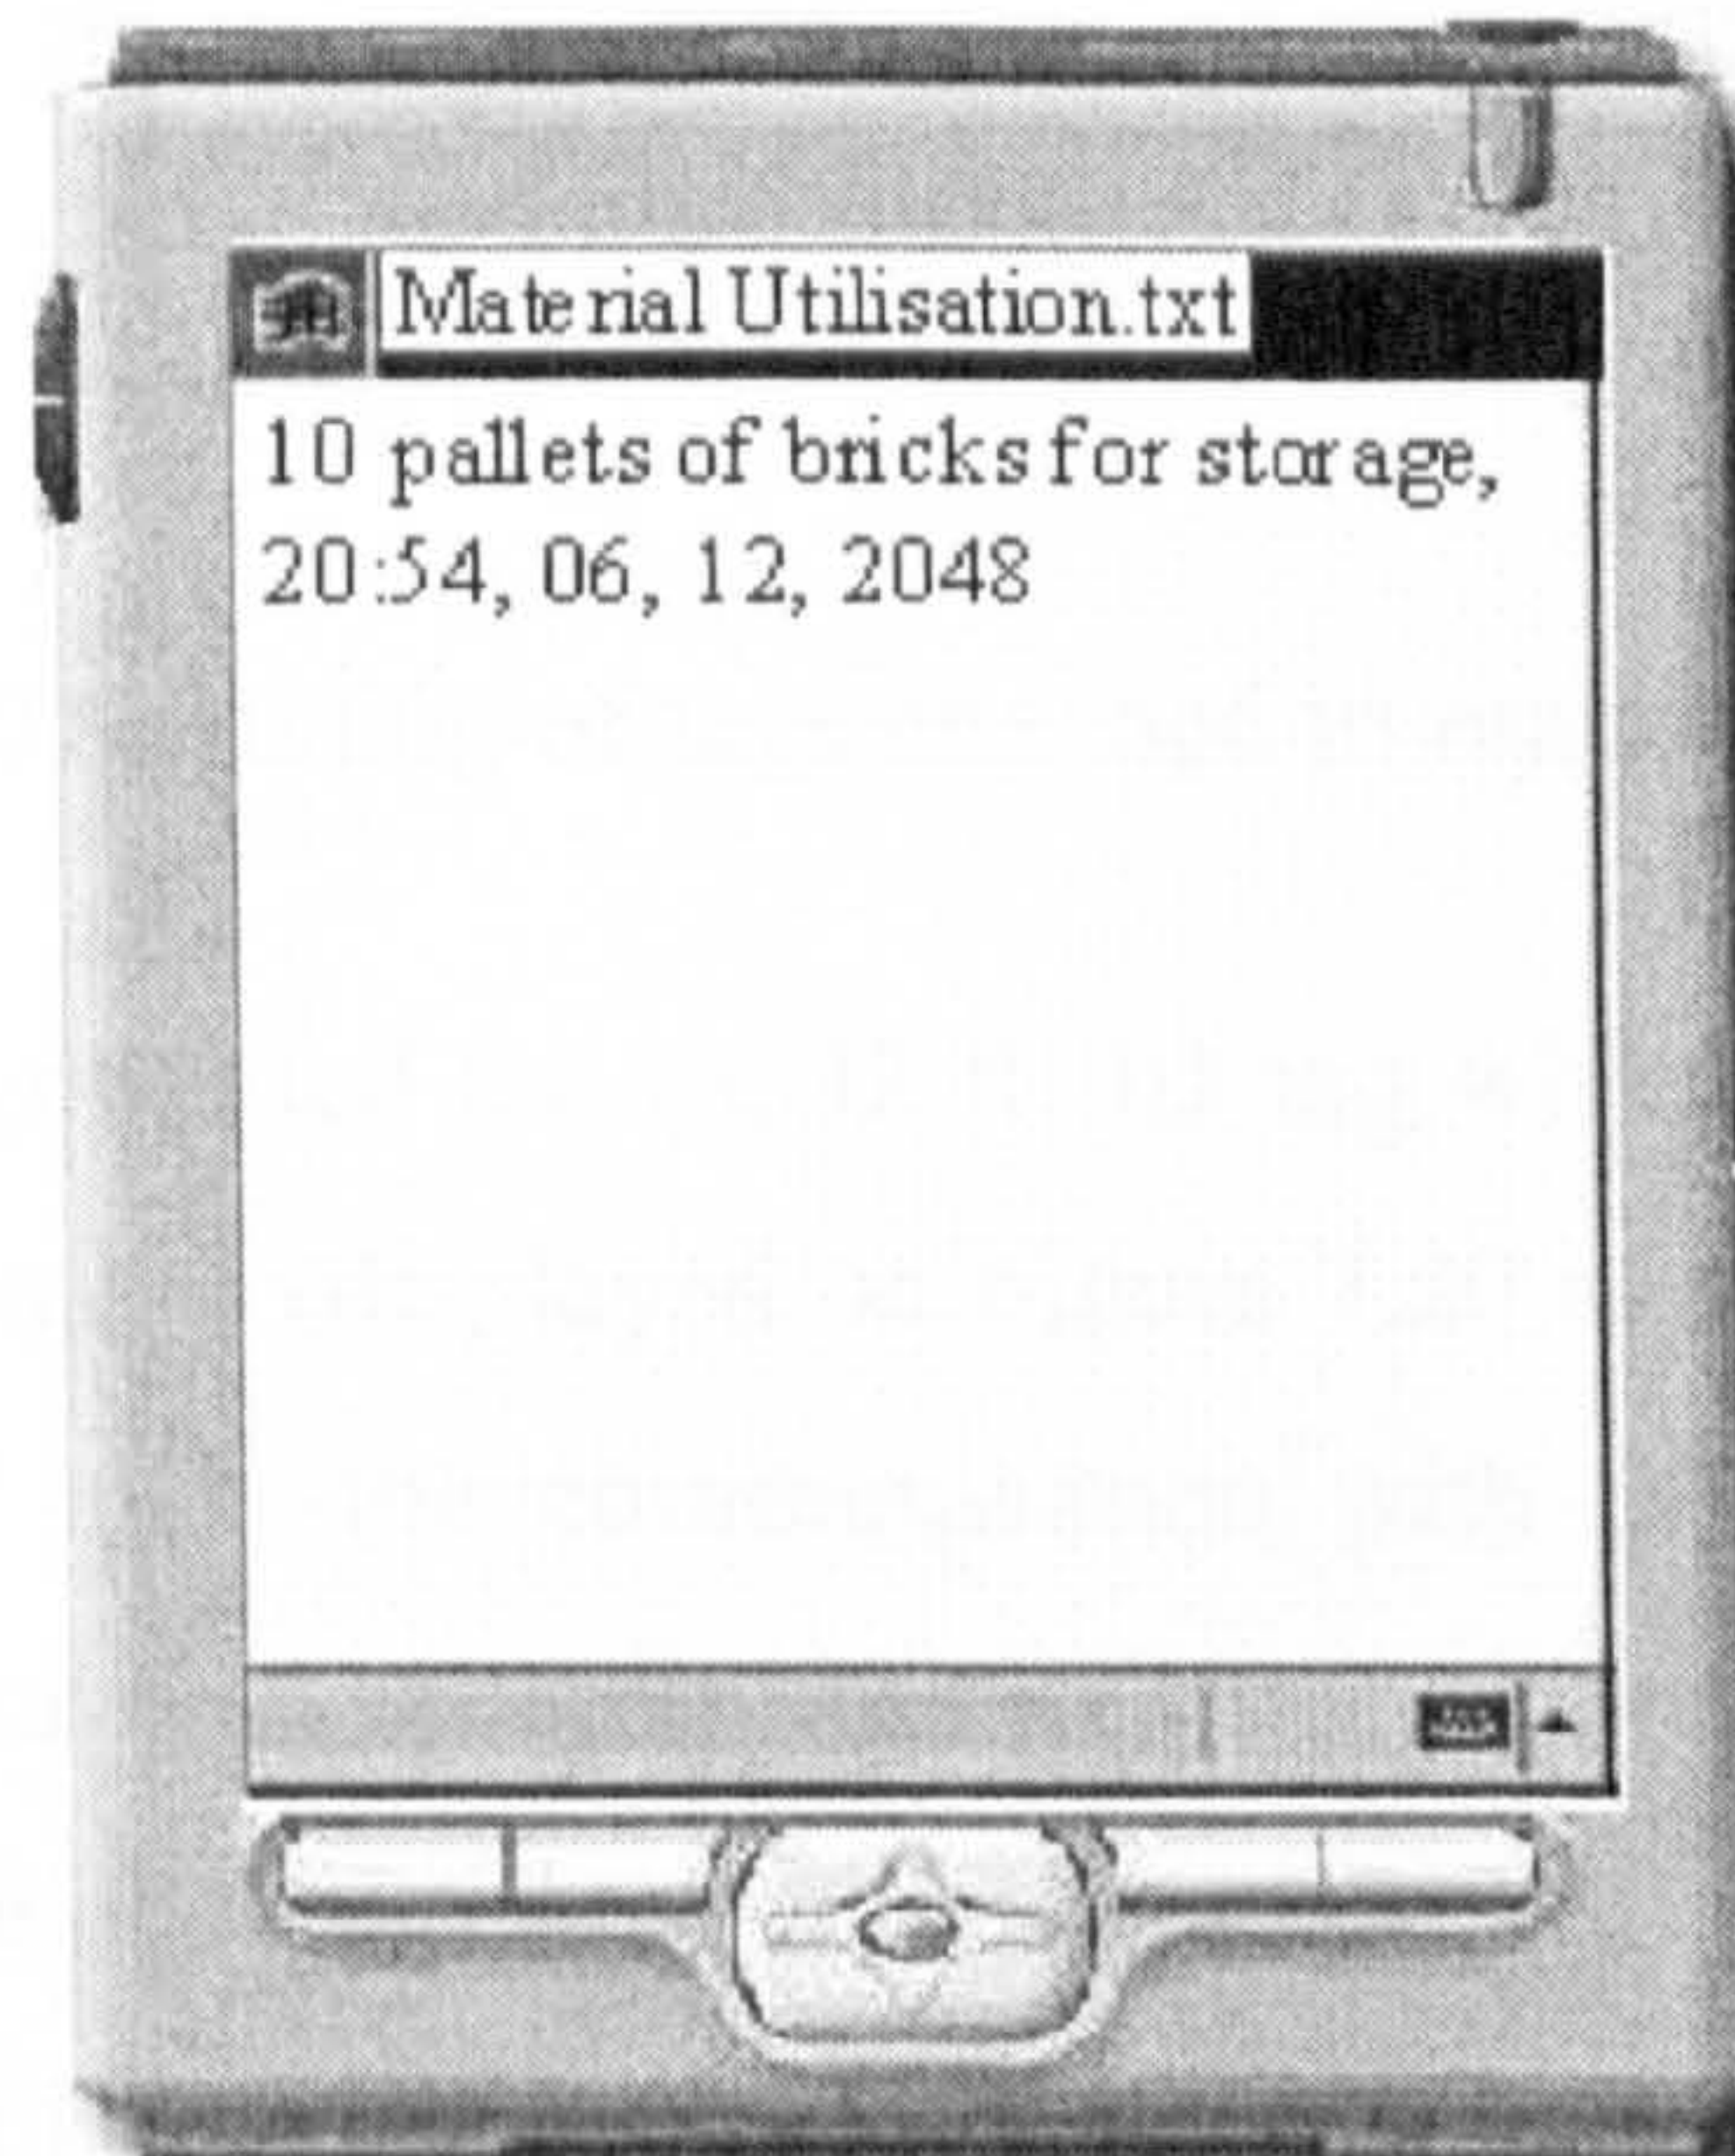 Material Utilisation.txt
10 pallets of bricks for storage,
20:54, 06, 12, 2048